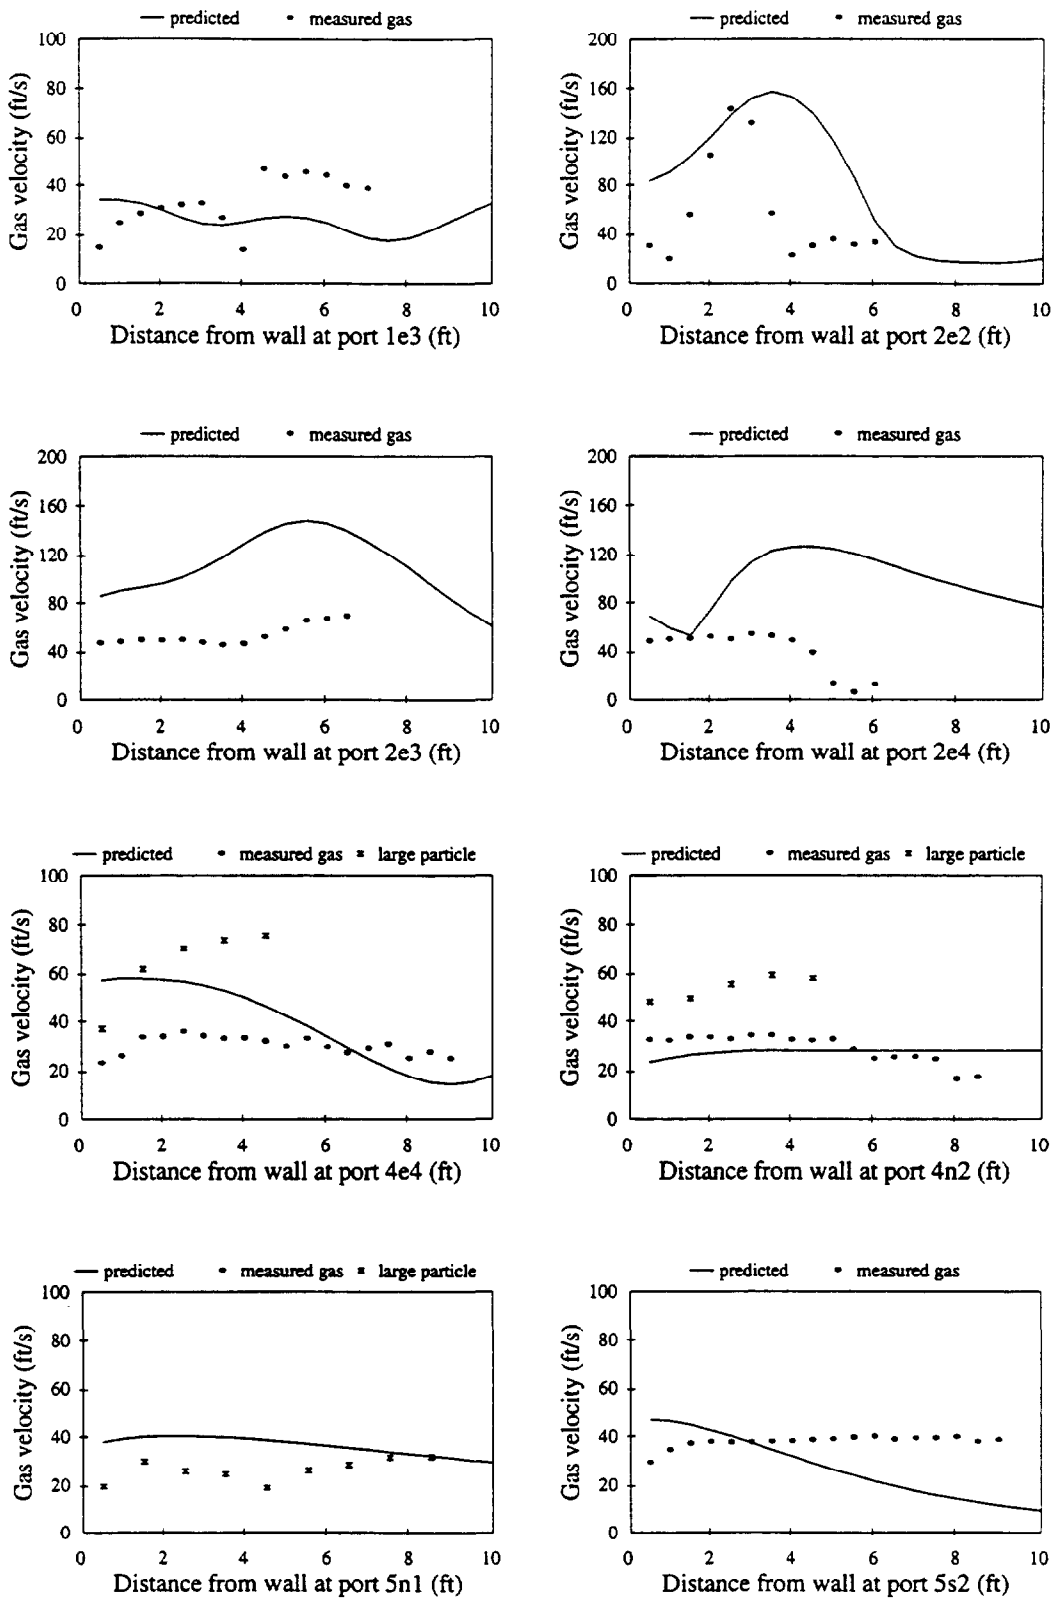 predicted measured gas
predicted measured gas
Gas velocity (ft/s)
100
80
60
40
20
0
0 2 4 6 8 10
Distance from wall at port 1e3 (ft)
Gas velocity (ft/s)
200
160
120
80
40
0
0 2 4 6 8 10
Distance from wall at port 2e2 (ft)
predicted measured gas
predicted measured gas
Gas velocity (ft/s)
200
160
120
80
40
0
0 2 4 6 8 10
Distance from wall at port 2e3 (ft)
Gas velocity (ft/s)
200
160
120
80
40
0
0 2 4 6 8 10
Distance from wall at port 2e4 (ft)
predicted measured gas large particle
predicted measured gas large particle
Gas velocity (ft/s)
100
80
60
40
20
0
0 2 4 6 8 10
Distance from wall at port 4e4 (ft)
Gas velocity (ft/s)
100
80
60
40
20
0
0 2 4 6 8 10
Distance from wall at port 4n2 (ft)
predicted measured gas large particle
predicted measured gas
Gas velocity (ft/s)
100
80
60
40
20
0
0 2 4 6 8 10
Distance from wall at port 5n1 (ft)
Gas velocity (ft/s)
100
80
60
40
20
0
0 2 4 6 8 10
Distance from wall at port 5s2 (ft)